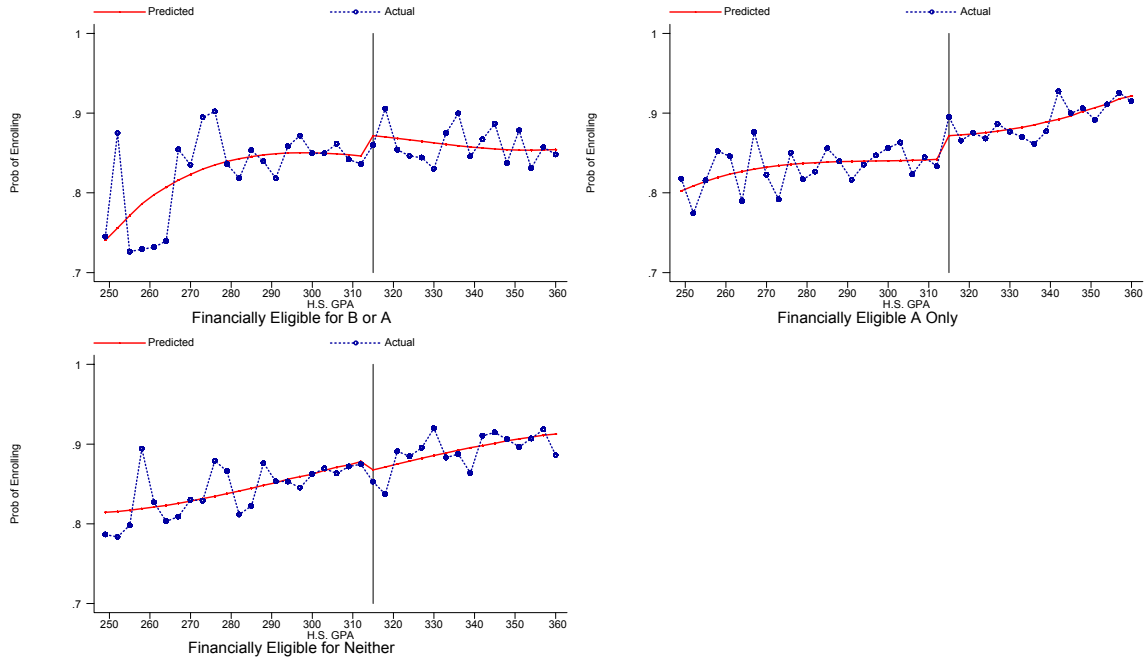 Predicted Actual
1
.9
.8
.7
Prob of Enrolling
250 260 270 280 290 300 310 320 330 340 350 360
H.S. GPA
Financially Eligible for B or A
Predicted Actual
1
.9
.8
.7
Prob of Enrolling
250 260 270 280 290 300 310 320 330 340 350 360
H.S. GPA
Financially Eligible A Only
Predicted Actual
1
.9
.8
.7
Prob of Enrolling
250 260 270 280 290 300 310 320 330 340 350 360
H.S. GPA
Financially Eligible for Neither